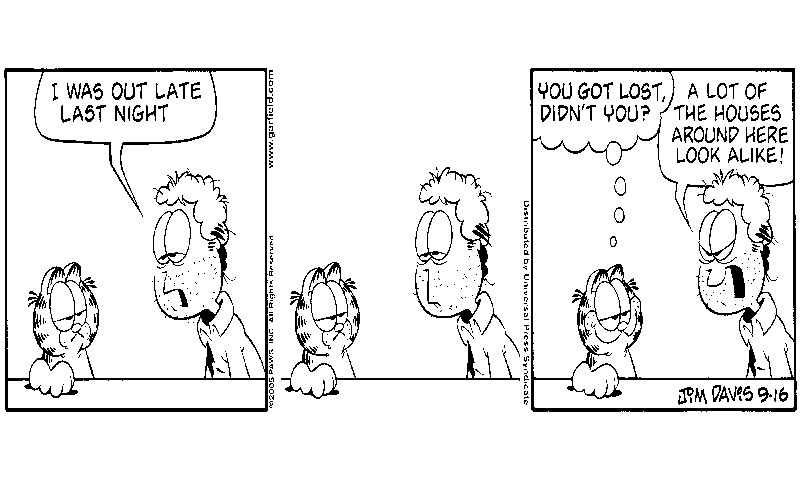 I WAS OUT LATE
LAST NIGHT
www.garfield.com
©2005 PAWS, INC. All Rights Reserved.
Distributed by Universal Press Syndicate
YOU GOT LOST,
DIDN'T YOU?
A LOT OF
THE HOUSES
AROUND HERE
LOOK ALIKE!
JIM DAVIS 9-16